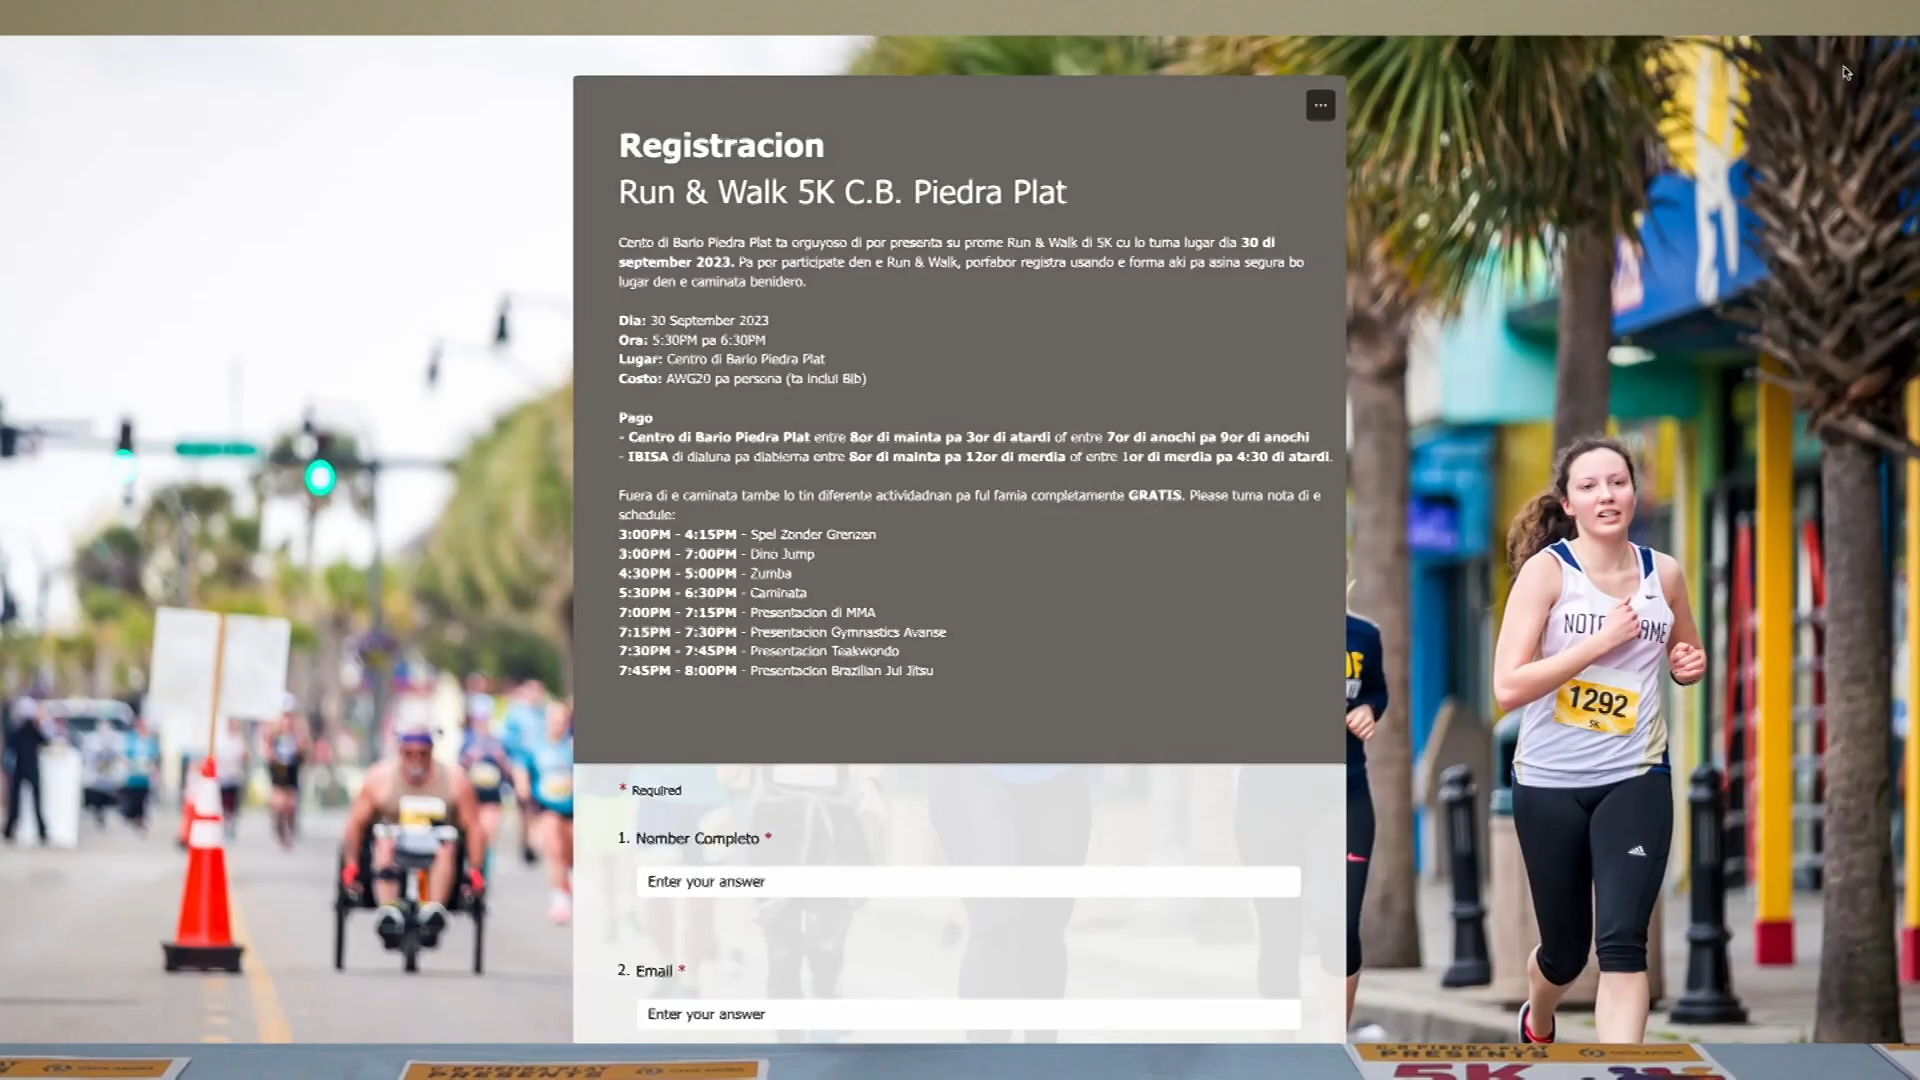 Registracion
Run & Walk 5K C.B. Piedra Plat
Cento di Bario Piedra Plat ta orguyoso di por presenta su prome Run & Walk di 5K cu lo tuma lugar dia 30 di
september 2023. Pa por participate den e Run & Walk, porfabor registra usando e forma aki pa asina segura bo
lugar den e caminata benidero.
Dia: 30 September 2023
Ora: 5:30PM pa 6:30PM
Lugar: Centro di Bario Piedra Plat
Costo: AWG20 pa persona (ta inclui Bib)
Pago
- Centro di Bario Piedra Plat entre 8or di mainta pa 3or di atardi of entre 7or di anochi pa 9or di anochi
- IBISA di dialuna pa diabierna entre 8or di mainta pa 12or di merdia of entre 1or di merdia pa 4:30 di atardi.
Fuera di e caminata tambe lo tin diferente actividadnan pa ful famia completamente GRATIS. Please tuma nota di e
schedule:
3:00PM - 4:15PM - Spel Zonder Grenzen
3:00PM - 7:00PM - Dino Jump
4:30PM - 5:00PM - Zumba
5:30PM - 6:30PM - Caminata
7:00PM - 7:15PM - Presentacion di MMA
7:15PM - 7:30PM - Presentacion Gymnastics Avanse
7:30PM - 7:45PM - Presentacion Teakwondo
7:45PM - 8:00PM - Presentacion Brazilian Jui Jitsu
* Required
1. Nomber Completo *
Enter your answer
2. Email *
Enter your answer
1292
5K
C.B PIEDRA PLAT
PRESENTS
C.B PIEDRA PLAT
PRESENTS
5K